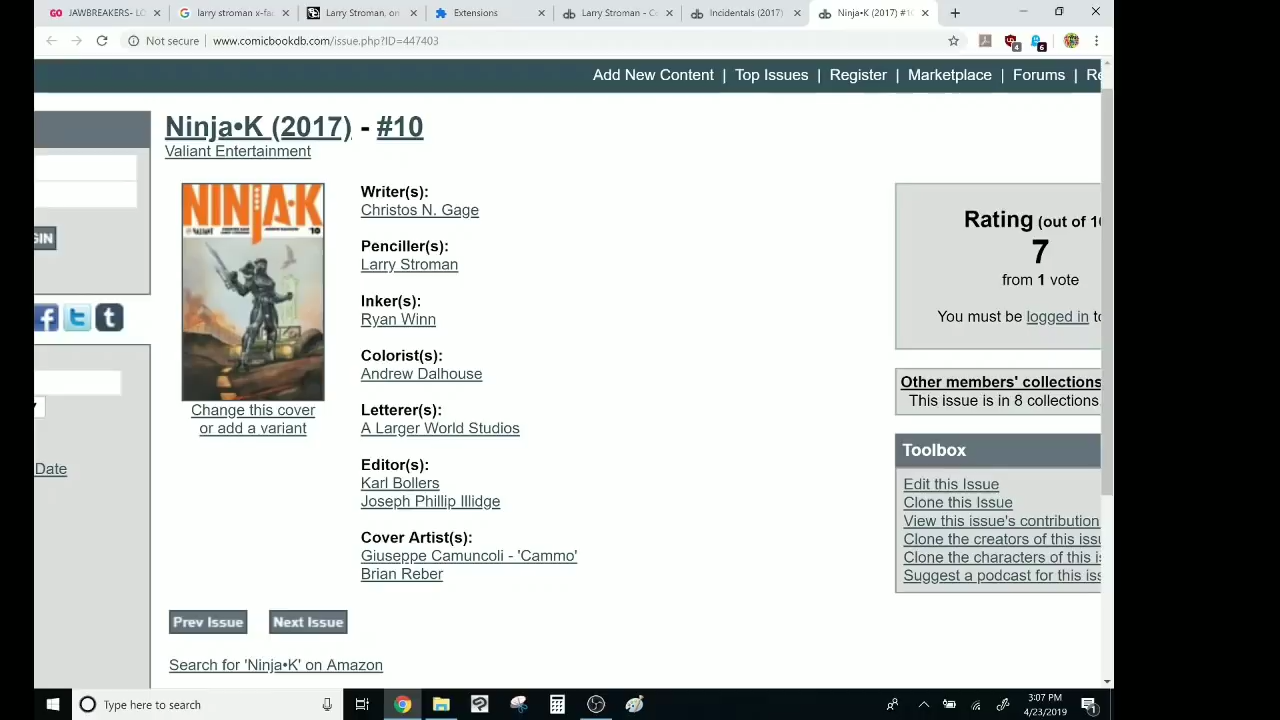 JAWBREAKERS- LO
larry stroman x-fa
Larry Stroman, on
Extensions
Larry Stroman - C
Incidentals (2017)
Ninja•K (2017) #10
Not secure
www.comicbookdb.com/issue.php?ID=447403
Add New Content | Top Issues | Register | Marketplace | Forums | Re
Ninja•K (2017) - #10
Valiant Entertainment
GIN
Date
NINJA•K
VALIANT
10
Change this cover
or add a variant
Writer(s):
Christos N. Gage
Penciller(s):
Larry Stroman
Inker(s):
Ryan Winn
Colorist(s):
Andrew Dalhouse
Letterer(s):
A Larger World Studios
Editor(s):
Karl Bollers
Joseph Phillip Illidge
Cover Artist(s):
Giuseppe Camuncoli - 'Cammo'
Brian Reber
Prev Issue
Next Issue
Search for 'Ninja•K' on Amazon
Rating (out of 10
7
from 1 vote
You must be logged in to
Other members' collections
This issue is in 8 collections
Toolbox
Edit this Issue
Clone this Issue
View this issue's contribution
Clone the creators of this issu
Clone the characters of this i
Suggest a podcast for this iss
Type here to search
3:07 PM
4/23/2019